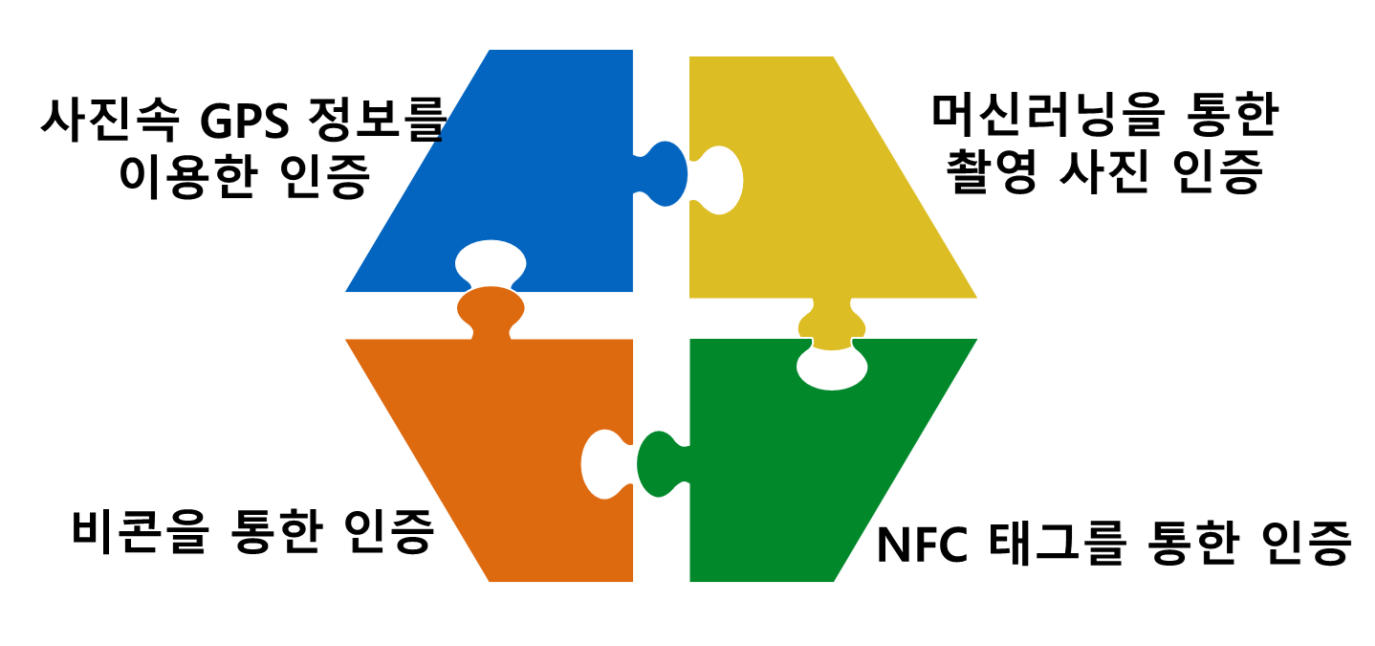 사진속 GPS 정보를
이용한 인증
머신러닝을 통한
촬영 사진 인증
비콘을 통한 인증
NFC 태그를 통한 인증